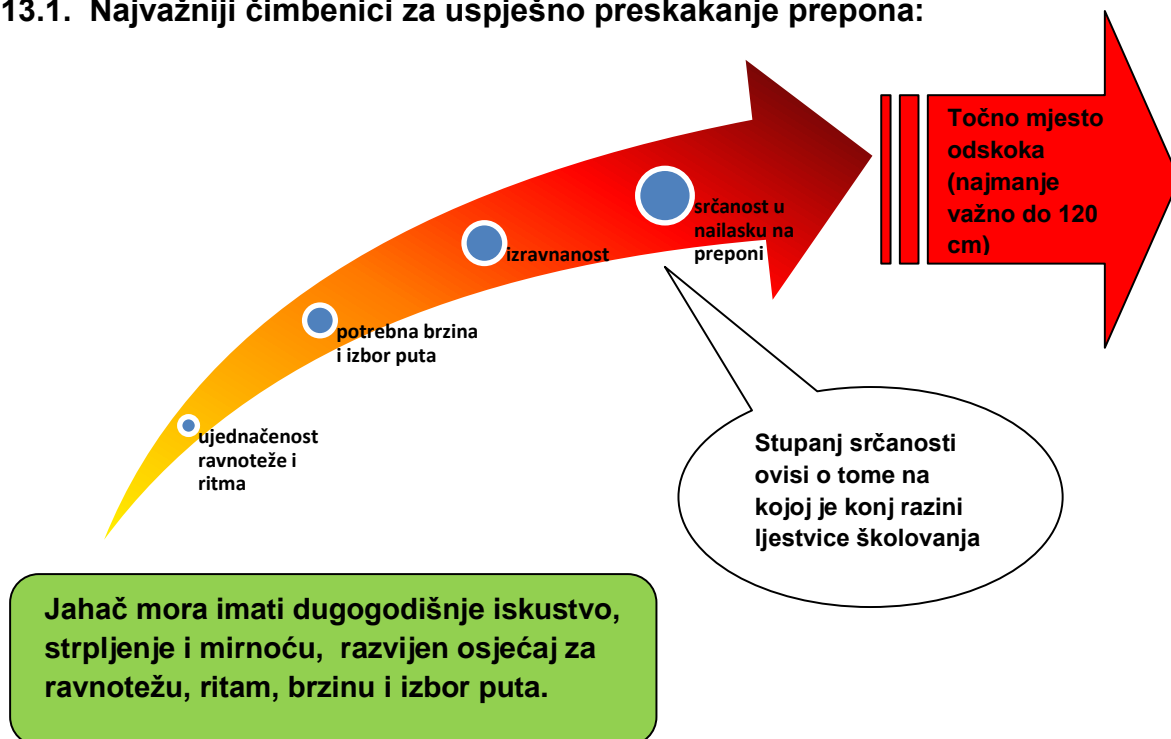 13.1. Najvažniji čimbenici za uspješno preskakanje prepona:
Točno mjesto
odskoka
(najmanje
važno do 120
cm)
srčanost u
nailasku na
preponi
izravnanost
potrebna brzina
i izbor puta
ujednačenost
ravnoteže i
ritma
Stupanj srčanosti
ovisi o tome na
kojoj je konj razini
ljestvice školovanja
Jahač mora imati dugogodišnje iskustvo,
strpljenje i mirnoću, razvijen osjećaj za
ravnotežu, ritam, brzinu i izbor puta.